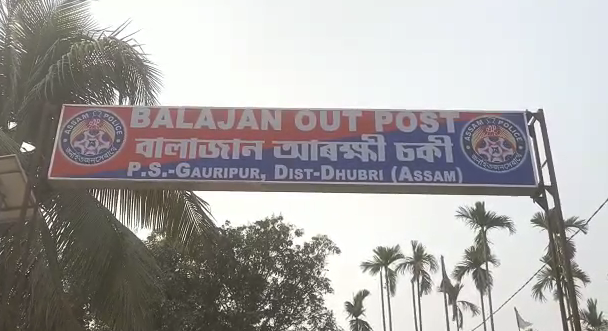 BALAJAN OUT POST
বালাজান আৰক্ষী চকী
P.S.-GAURIPUR, DIST-DHUBRI (ASSAM)
ASSAM POLICE
ASSAM POLICE